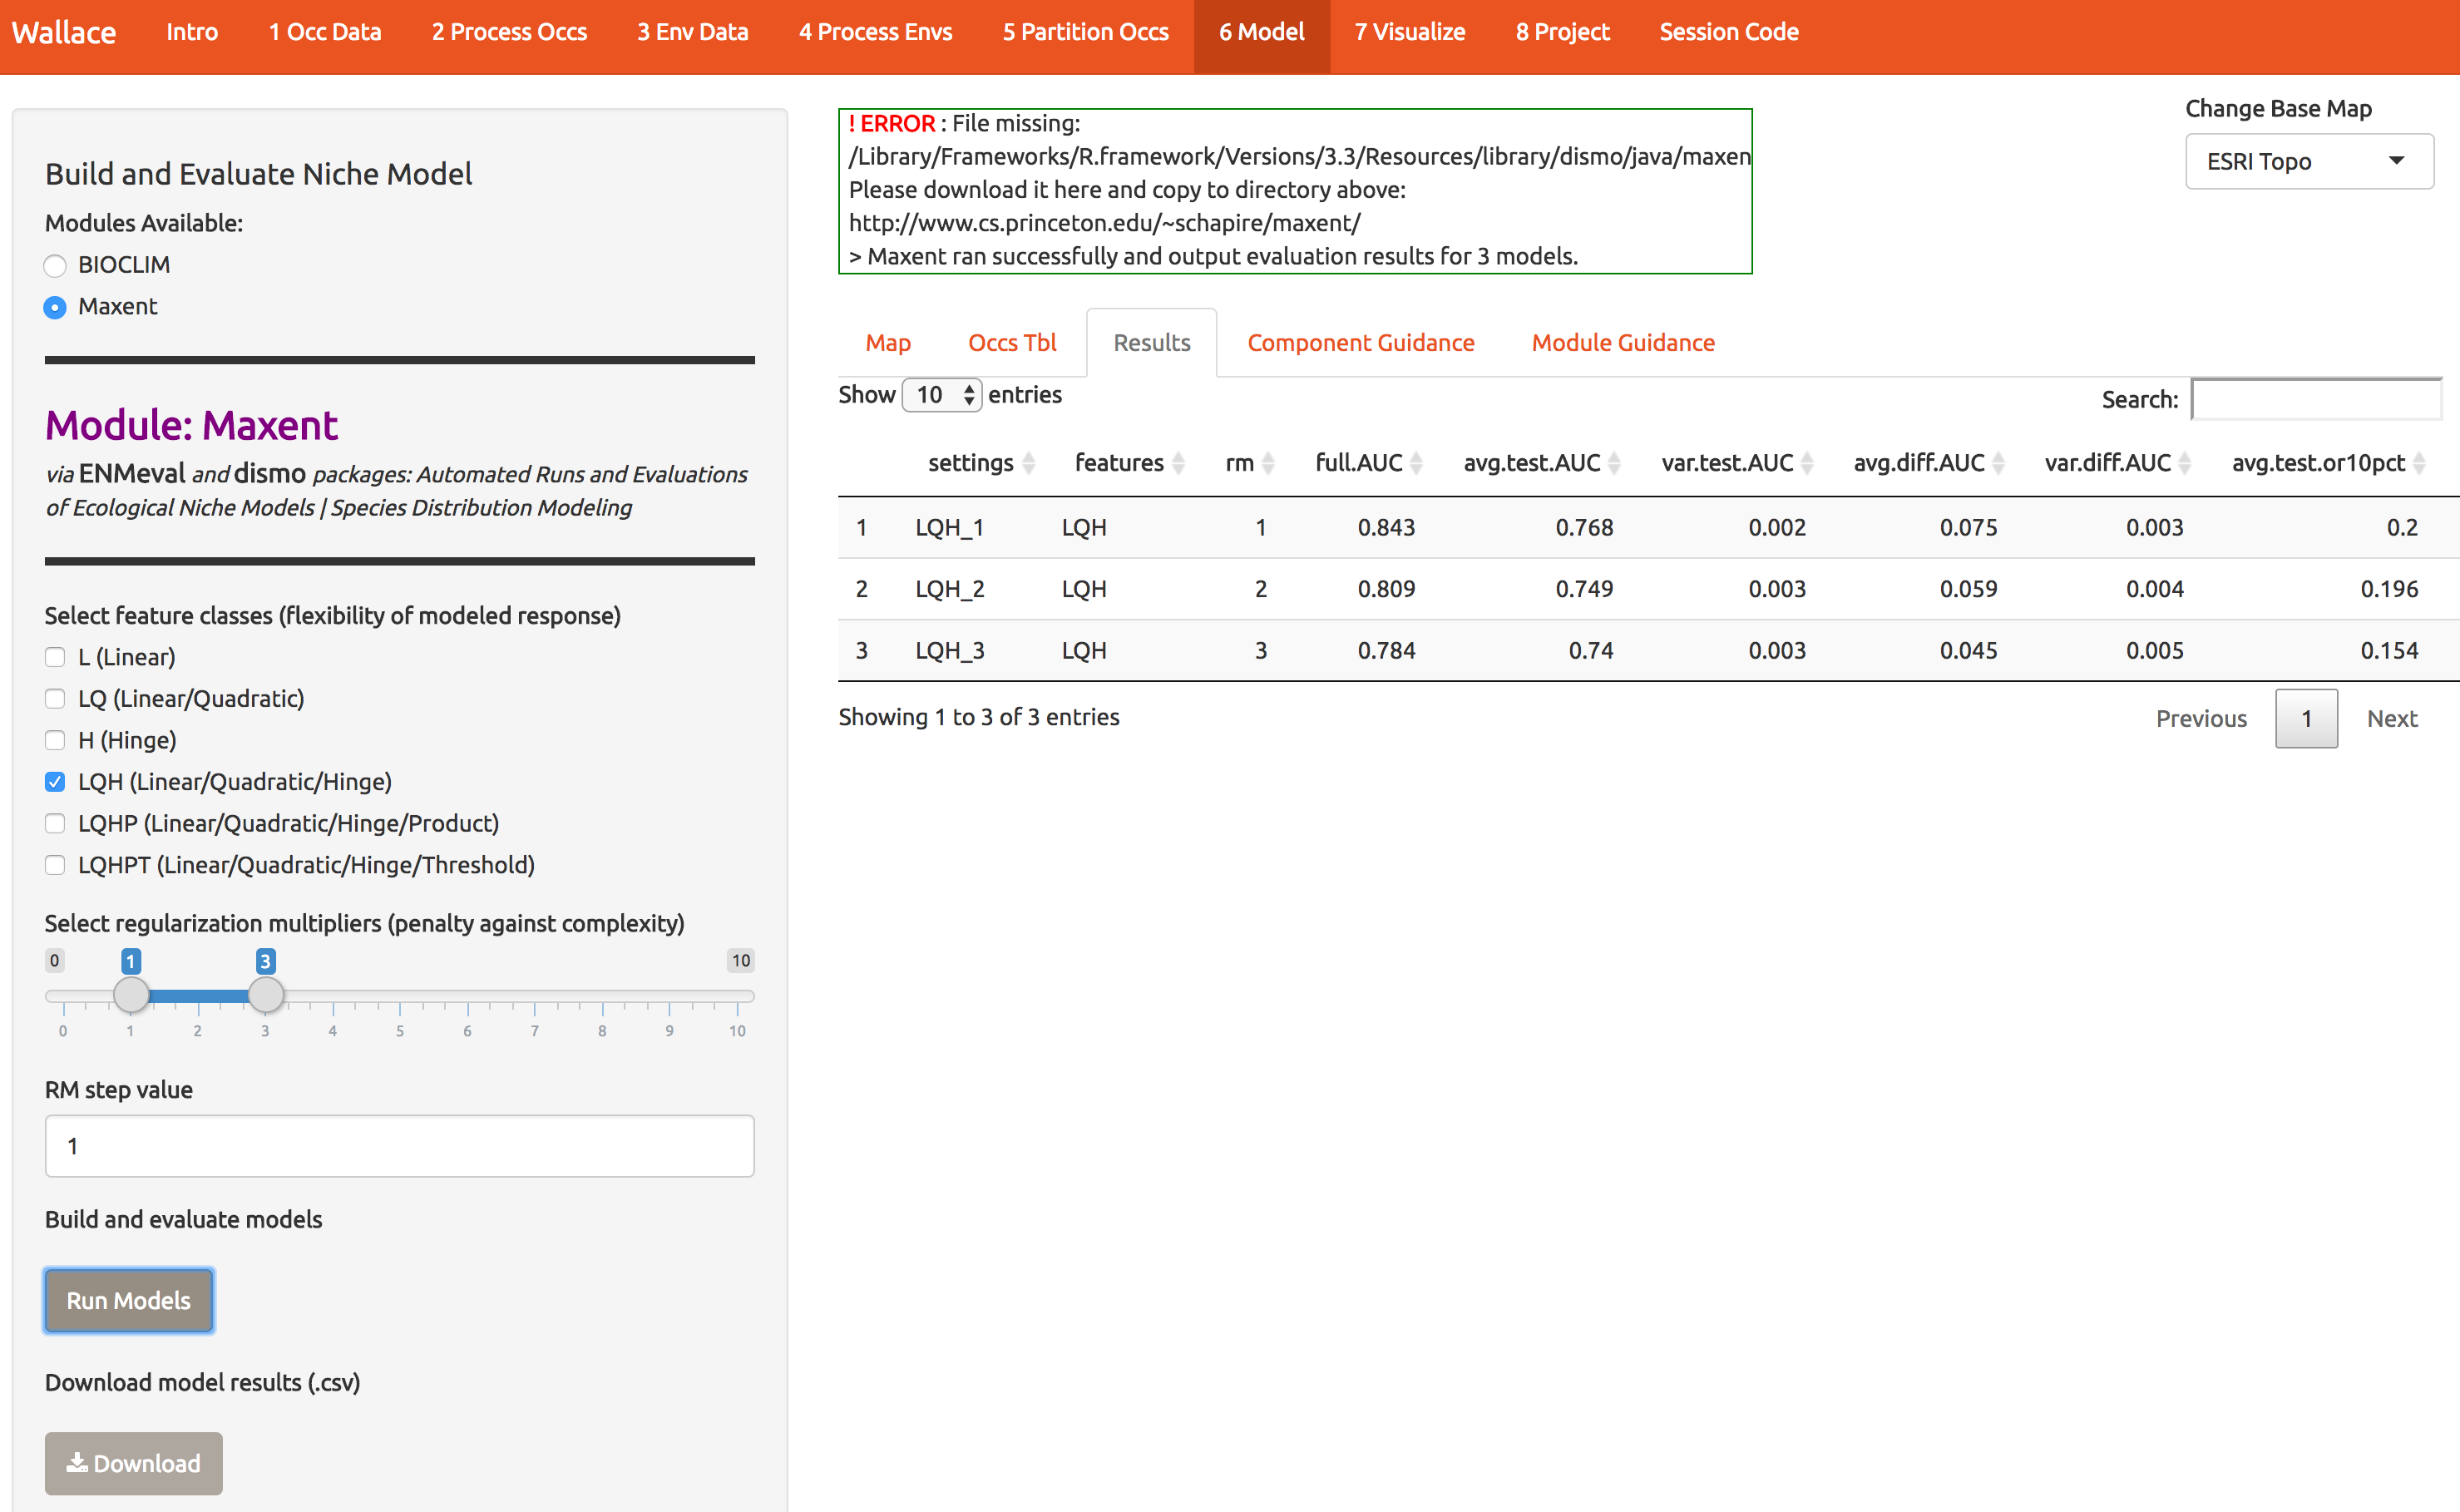 Wallace Intro 1 Occ Data 2 Process Occs 3 Env Data 4 Process Envs 5 Partition Occs 6 Model 7 Visualize 8 Project Session Code
Build and Evaluate Niche Model
Modules Available:
BIOCLIM
Maxent
Module: Maxent
via ENMeval and dismo packages: Automated Runs and Evaluations
of Ecological Niche Models | Species Distribution Modeling
Select feature classes (flexibility of modeled response)
L (Linear)
LQ (Linear/Quadratic)
H (Hinge)
LQH (Linear/Quadratic/Hinge)
LQHP (Linear/Quadratic/Hinge/Product)
LQHPT (Linear/Quadratic/Hinge/Threshold)
Select regularization multipliers (penalty against complexity)
0 1 3 10
0 1 2 3 4 5 6 7 8 9 10
RM step value
1
Build and evaluate models
Run Models
Download model results (.csv)
Download
! ERROR : File missing:
/Library/Frameworks/R.framework/Versions/3.3/Resources/library/dismo/java/maxen
Please download it here and copy to directory above:
http://www.cs.princeton.edu/~schapire/maxent/
> Maxent ran successfully and output evaluation results for 3 models.
Change Base Map
ESRI Topo
Map Occs Tbl Results Component Guidance Module Guidance
Show 10 entries Search:
settings features rm full.AUC avg.test.AUC var.test.AUC avg.diff.AUC var.diff.AUC avg.test.or10pct
1 LQH_1 LQH 1 0.843 0.768 0.002 0.075 0.003 0.2
2 LQH_2 LQH 2 0.809 0.749 0.003 0.059 0.004 0.196
3 LQH_3 LQH 3 0.784 0.74 0.003 0.045 0.005 0.154
Showing 1 to 3 of 3 entries Previous 1 Next